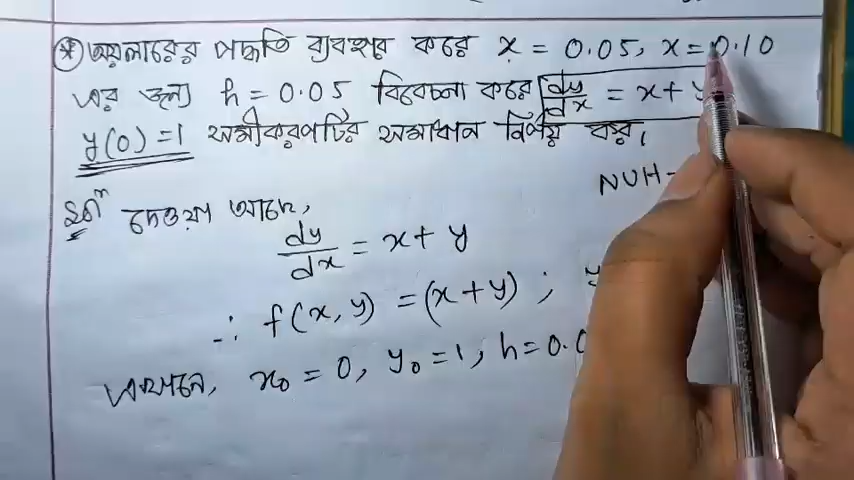 * অয়লারের পদ্ধতি ব্যবহার করে x = 0.05, x = 0.10
এর জন্য h = 0.05 বিবেচনা করে dy/dx = x + y
y(0) = 1 সমীকরণটির সমাধান নির্ণয় কর।
NUH-
সমাঃ দেওয়া আছে,
dy/dx = x + y
∴ f(x, y) = (x + y) ;
এখানে, x₀ = 0, y₀ = 1, h = 0.0